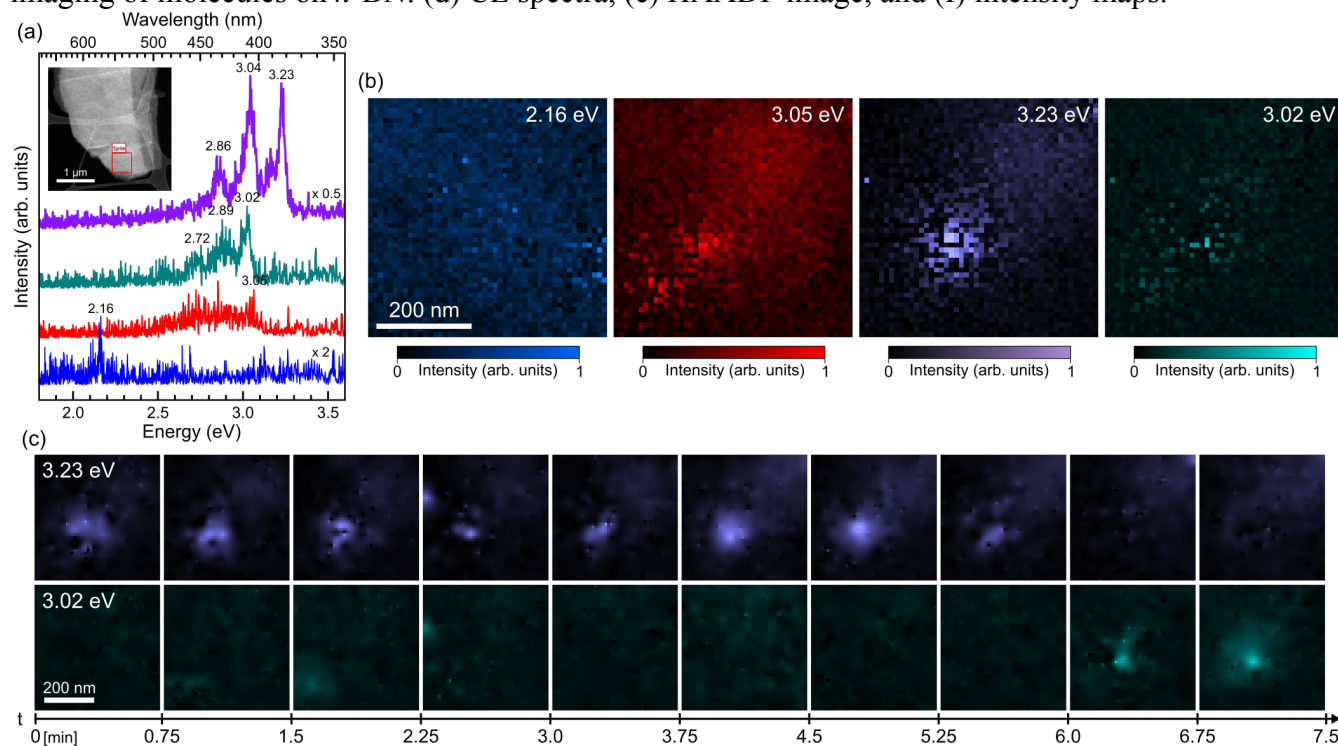 imaging of molecules on h-BN. (d) CL spectra, (e) HAADF image, and (f) intensity maps.
(a)
Wavelength (nm)
600 500 450 400 350
3.04
3.23
2.86
x 0.5
Spim
1 µm
3.02
2.89
2.72
3.05
2.16
x 2
Intensity (arb. units)
2.0 2.5 3.0 3.5
Energy (eV)
(b)
2.16 eV
3.05 eV
3.23 eV
3.02 eV
200 nm
0 Intensity (arb. units) 1
0 Intensity (arb. units) 1
0 Intensity (arb. units) 1
0 Intensity (arb. units) 1
(c)
3.23 eV
3.02 eV
200 nm
t
0 [min] 0.75 1.5 2.25 3.0 3.75 4.5 5.25 6.0 6.75 7.5